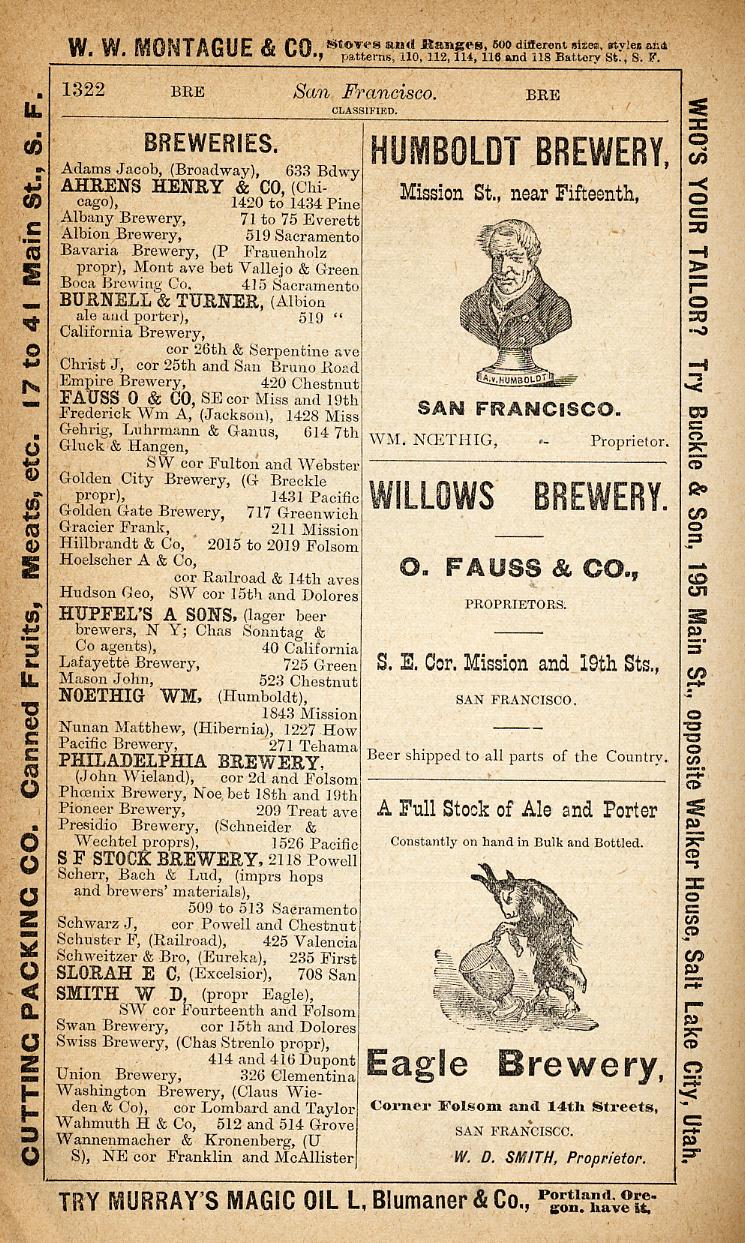 W. W. MONTAGUE & CO., Stoves and Ranges, 500 different sizes, styles and
patterns, 110, 112, 114, 116 and 118 Battery St., S. F.
1322 BRE San Francisco. BRE
CLASSIFIED.
BREWERIES.
Adams Jacob, (Broadway), 633 Bdwy
AHRENS HENRY & CO, (Chi-
cago), 1420 to 1434 Pine
Albany Brewery, 71 to 75 Everett
Albion Brewery, 519 Sacramento
Bavaria Brewery, (P Frauenholz
propr), Mont ave bet Vallejo & Green
Boca Brewing Co, 415 Sacramento
BURNELL & TURNER, (Albion
ale and porter), 519 “
California Brewery,
cor 26th & Serpentine ave
Christ J, cor 25th and San Bruno Road
Empire Brewery, 420 Chestnut
FAUSS O & CO, SE cor Miss and 19th
Frederick Wm A, (Jackson), 1428 Miss
Gehrig, Luhrmann & Ganus, 614 7th
Gluck & Hangen,
SW cor Fulton and Webster
Golden City Brewery, (G Breckle
propr), 1431 Pacific
Golden Gate Brewery, 717 Greenwich
Gracier Frank, 211 Mission
Hillbrandt & Co, 2015 to 2019 Folsom
Hoelscher A & Co,
cor Railroad & 14th aves
Hudson Geo, SW cor 15th and Dolores
HUPFEL'S A SONS, (lager beer
brewers, N Y; Chas Sonntag &
Co agents), 40 California
Lafayette Brewery, 725 Green
Mason John, 523 Chestnut
NOETHIG WM, (Humboldt),
1843 Mission
Nunan Matthew, (Hibernia), 1227 How
Pacific Brewery, 271 Tehama
PHILADELPHIA BREWERY,
(John Wieland), cor 2d and Folsom
Phœnix Brewery, Noe bet 18th and 19th
Pioneer Brewery, 209 Treat ave
Presidio Brewery, (Schneider &
Wechtel proprs), 1526 Pacific
S F STOCK BREWERY, 2118 Powell
Scherr, Bach & Lud, (imprs hops
and brewers' materials),
509 to 513 Sacramento
Schwarz J, cor Powell and Chestnut
Schuster F, (Railroad), 425 Valencia
Schweitzer & Bro, (Eureka), 235 First
SLORAH E C, (Excelsior), 708 San
SMITH W D, (propr Eagle),
SW cor Fourteenth and Folsom
Swan Brewery, cor 15th and Dolores
Swiss Brewery, (Chas Strenlo propr),
414 and 416 Dupont
Union Brewery, 326 Clementina
Washington Brewery, (Claus Wie-
den & Co), cor Lombard and Taylor
Wahmuth H & Co, 512 and 514 Grove
Wannenmacher & Kronenberg, (U
S), NE cor Franklin and McAllister
HUMBOLDT BREWERY,
Mission St., near Fifteenth,
A.V. HUMBOLDT
SAN FRANCISCO.
WM. NŒTHIG, - Proprietor.
WILLOWS BREWERY.
O. FAUSS & CO.,
PROPRIETORS.
S. E. Cor. Mission and 19th Sts.,
SAN FRANCISCO.
Beer shipped to all parts of the Country.
A Full Stock of Ale and Porter
Constantly on hand in Bulk and Bottled.
Eagle Brewery,
Corner Folsom and 14th Streets,
SAN FRANCISCO.
W. D. SMITH, Proprietor.
CUTTING PACKING CO. Canned Fruits, Meats, etc. 17 to 41 Main St., S. F.
WHO'S YOUR TAILOR? Try Buckle & Son, 195 Main St., opposite Walker House, Salt Lake City, Utah.
TRY MURRAY'S MAGIC OIL L, Blumaner & Co., Portland, Ore-
gon. have it.